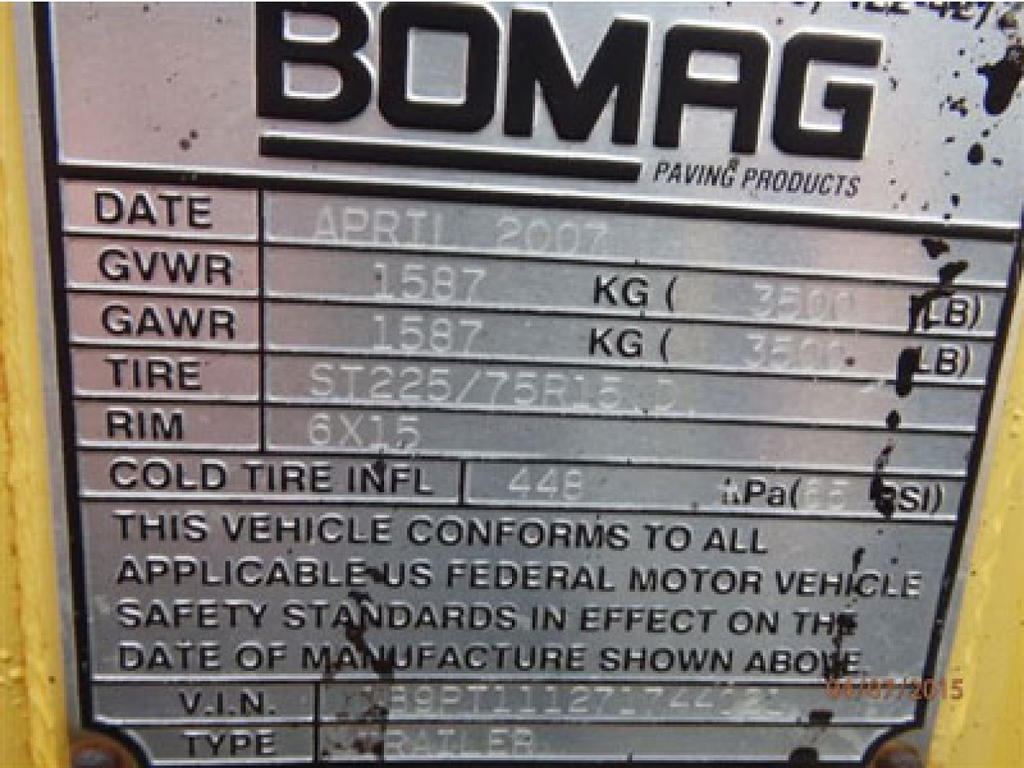 BOMAG
PAVING PRODUCTS
DATE APRIL 2007
GVWR 1587 KG ( 3500 LB)
GAWR 1587 KG ( 3500 LB)
TIRE ST225/75R15 D
RIM 6X15
COLD TIRE INFL 448 kPa( 65 PSI)
THIS VEHICLE CONFORMS TO ALL
APPLICABLE US FEDERAL MOTOR VEHICLE
SAFETY STANDARDS IN EFFECT ON THE
DATE OF MANUFACTURE SHOWN ABOVE
04/07/2015
V.I.N.
TYPE TRAILER